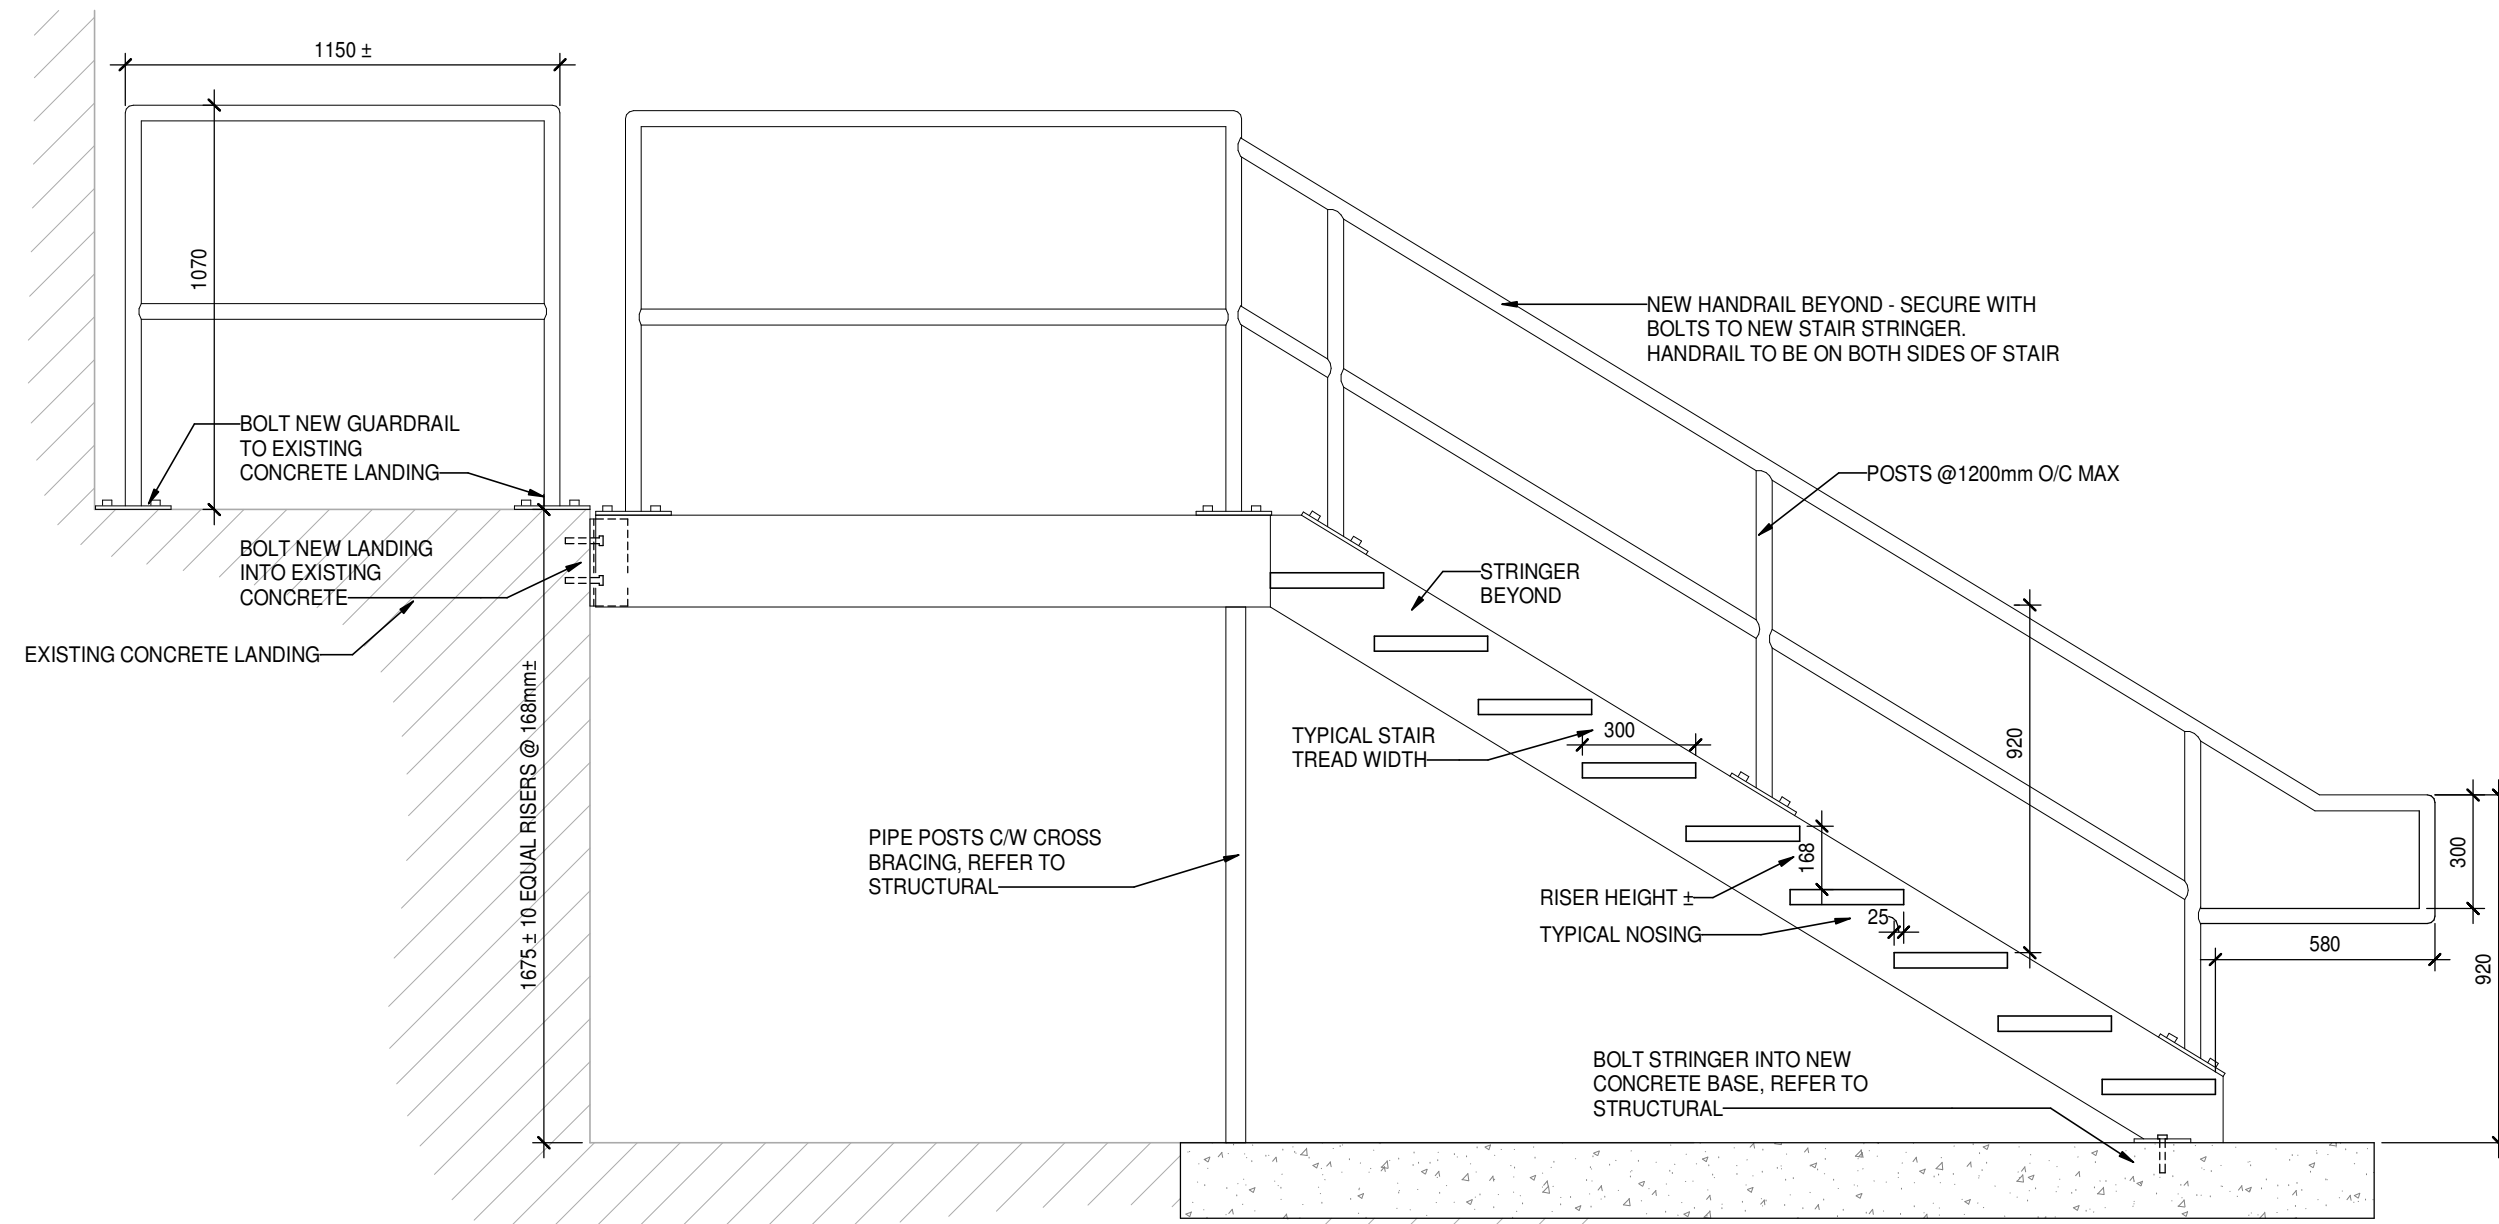 1150 ±
1070
BOLT NEW GUARDRAIL
TO EXISTING
CONCRETE LANDING
BOLT NEW LANDING
INTO EXISTING
CONCRETE
EXISTING CONCRETE LANDING
1675 ± 10 EQUAL RISERS @ 168mm±
NEW HANDRAIL BEYOND - SECURE WITH
BOLTS TO NEW STAIR STRINGER.
HANDRAIL TO BE ON BOTH SIDES OF STAIR
POSTS @1200mm O/C MAX
STRINGER
BEYOND
TYPICAL STAIR
TREAD WIDTH
300
920
PIPE POSTS C/W CROSS
BRACING, REFER TO
STRUCTURAL
168
RISER HEIGHT ±
25
TYPICAL NOSING
300
580
920
BOLT STRINGER INTO NEW
CONCRETE BASE, REFER TO
STRUCTURAL